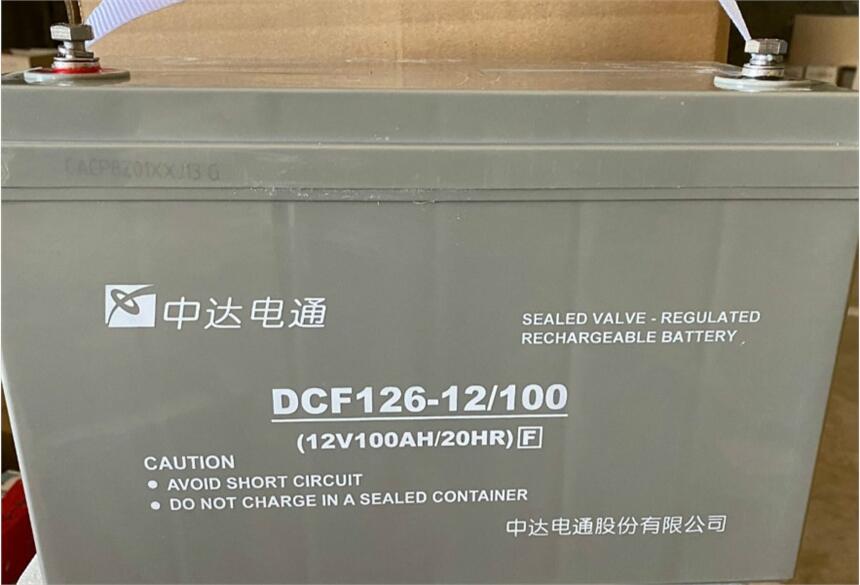 中达电通
SEALED VALVE - REGULATED
RECHARGEABLE BATTERY
DCF126-12/100
(12V100AH/20HR) F
CAUTION
● AVOID SHORT CIRCUIT
● DO NOT CHARGE IN A SEALED CONTAINER
中达电通股份有限公司